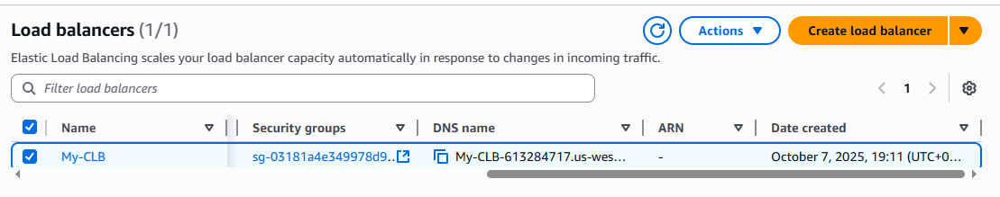 Load balancers (1/1)
Actions
Create load balancer
Elastic Load Balancing scales your load balancer capacity automatically in response to changes in incoming traffic.
Filter load balancers
1
Name Security groups DNS name ARN Date created
My-CLB sg-03181a4e349978d9... My-CLB-613284717.us-wes... - October 7, 2025, 19:11 (UTC+0...